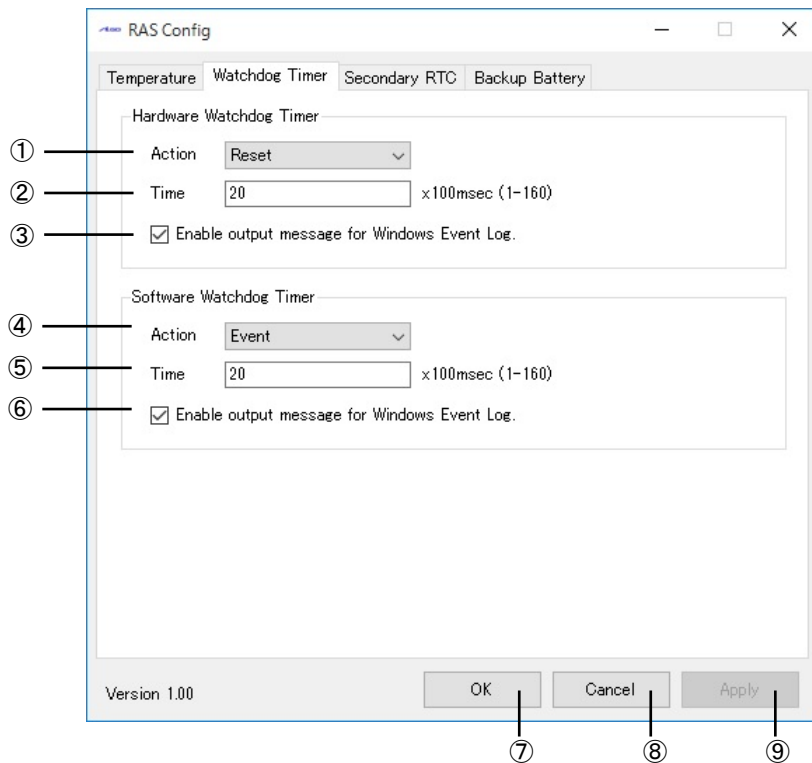 RAS Config
Temperature Watchdog Timer Secondary RTC Backup Battery
Hardware Watchdog Timer
① Action Reset
② Time 20 x100msec (1-160)
③ Enable output message for Windows Event Log.
Software Watchdog Timer
④ Action Event
⑤ Time 20 x100msec (1-160)
⑥ Enable output message for Windows Event Log.
Version 1.00 OK Cancel Apply
⑦ ⑧ ⑨